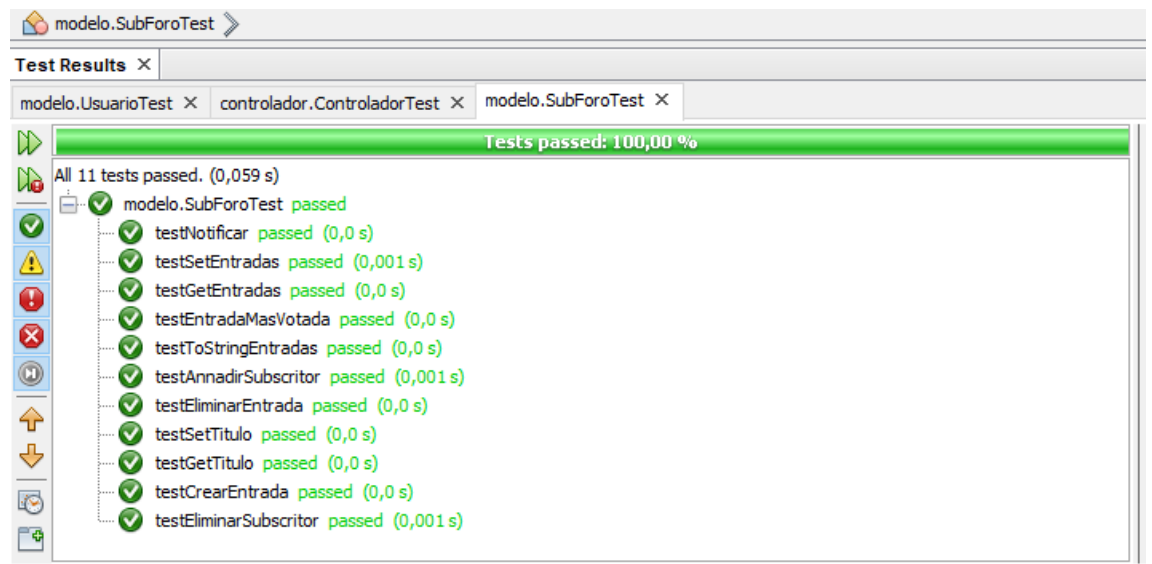 modelo.SubForoTest
Test Results
modelo.UsuarioTest controlador.ControladorTest modelo.SubForoTest
Tests passed: 100,00 %
All 11 tests passed. (0,059 s)
modelo.SubForoTest passed
testNotificar passed (0,0 s)
testSetEntradas passed (0,001 s)
testGetEntradas passed (0,0 s)
testEntradaMasVotada passed (0,0 s)
testToStringEntradas passed (0,0 s)
testAnnadirSubscritor passed (0,001 s)
testEliminarEntrada passed (0,0 s)
testSetTitulo passed (0,0 s)
testGetTitulo passed (0,0 s)
testCrearEntrada passed (0,0 s)
testEliminarSubscritor passed (0,001 s)